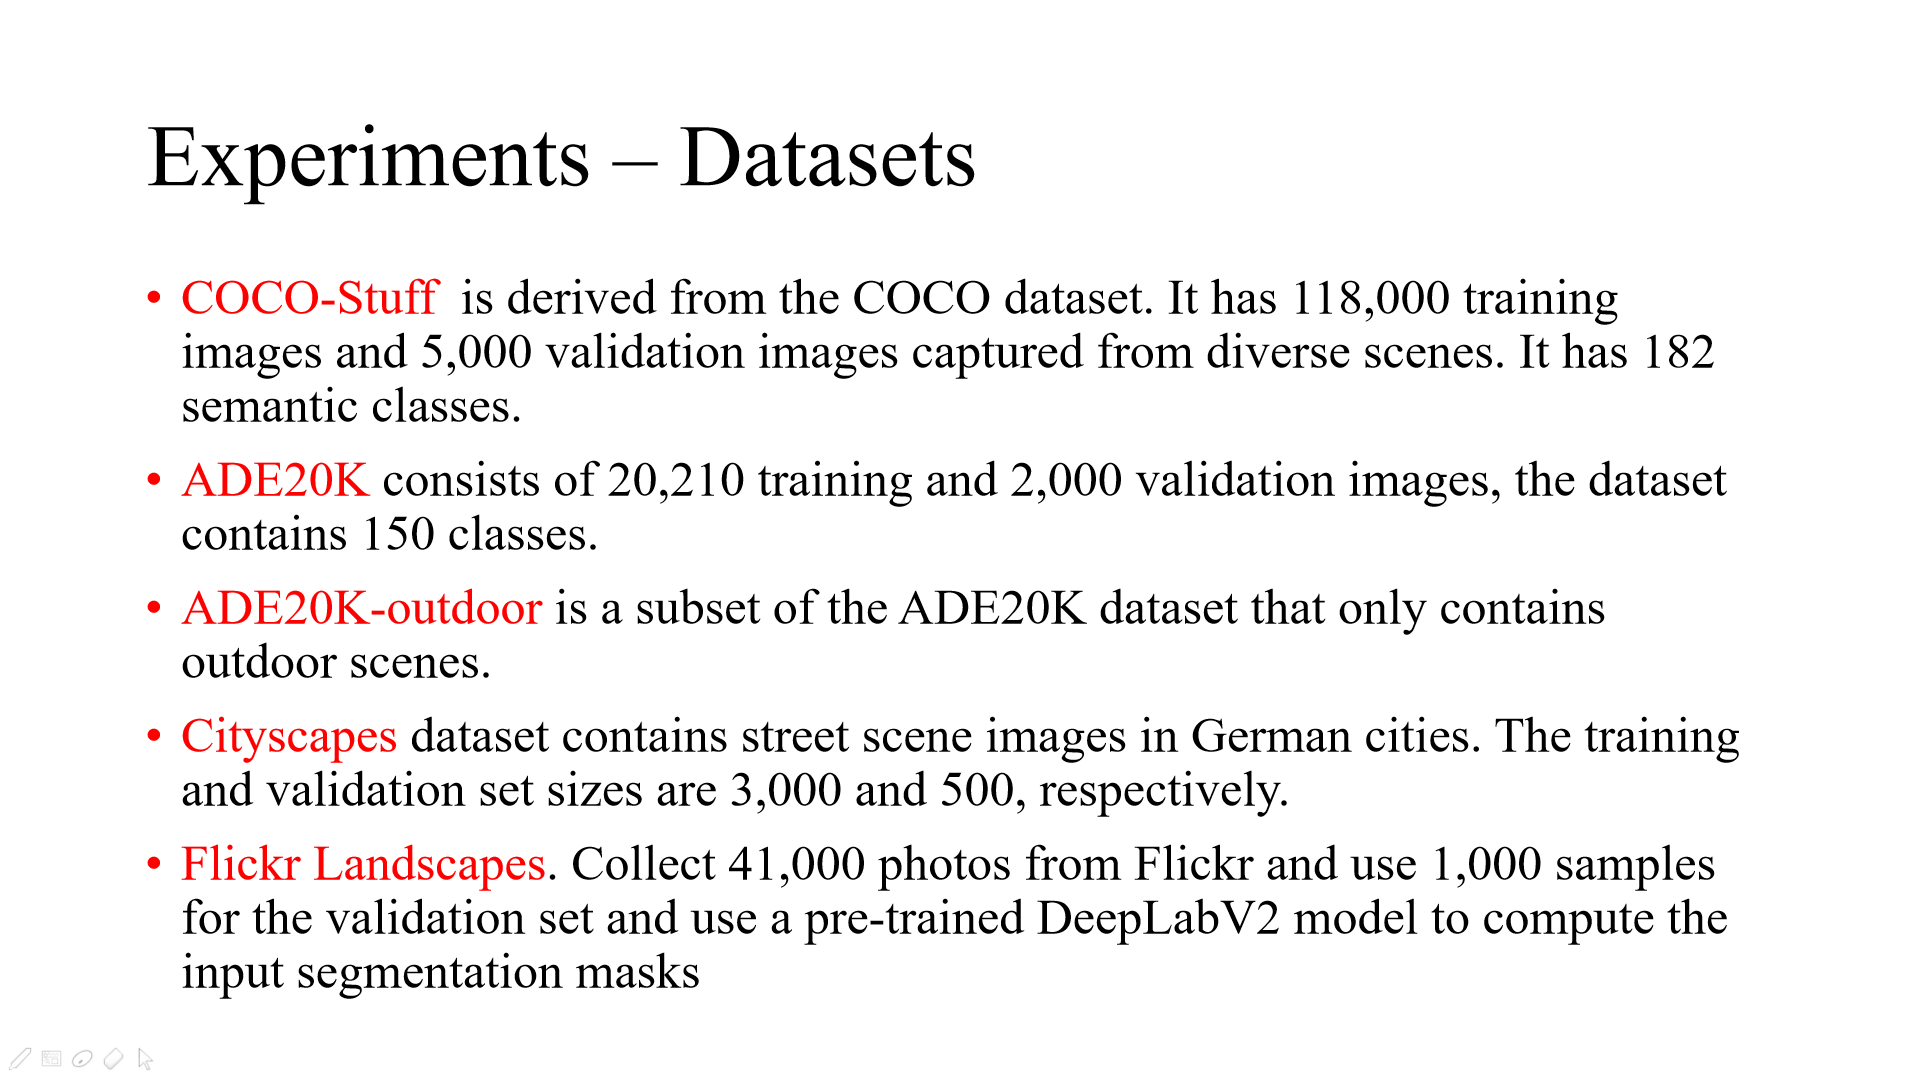 Experiments – Datasets
• COCO-Stuff is derived from the COCO dataset. It has 118,000 training
images and 5,000 validation images captured from diverse scenes. It has 182
semantic classes.
• ADE20K consists of 20,210 training and 2,000 validation images, the dataset
contains 150 classes.
• ADE20K-outdoor is a subset of the ADE20K dataset that only contains
outdoor scenes.
• Cityscapes dataset contains street scene images in German cities. The training
and validation set sizes are 3,000 and 500, respectively.
• Flickr Landscapes. Collect 41,000 photos from Flickr and use 1,000 samples
for the validation set and use a pre-trained DeepLabV2 model to compute the
input segmentation masks